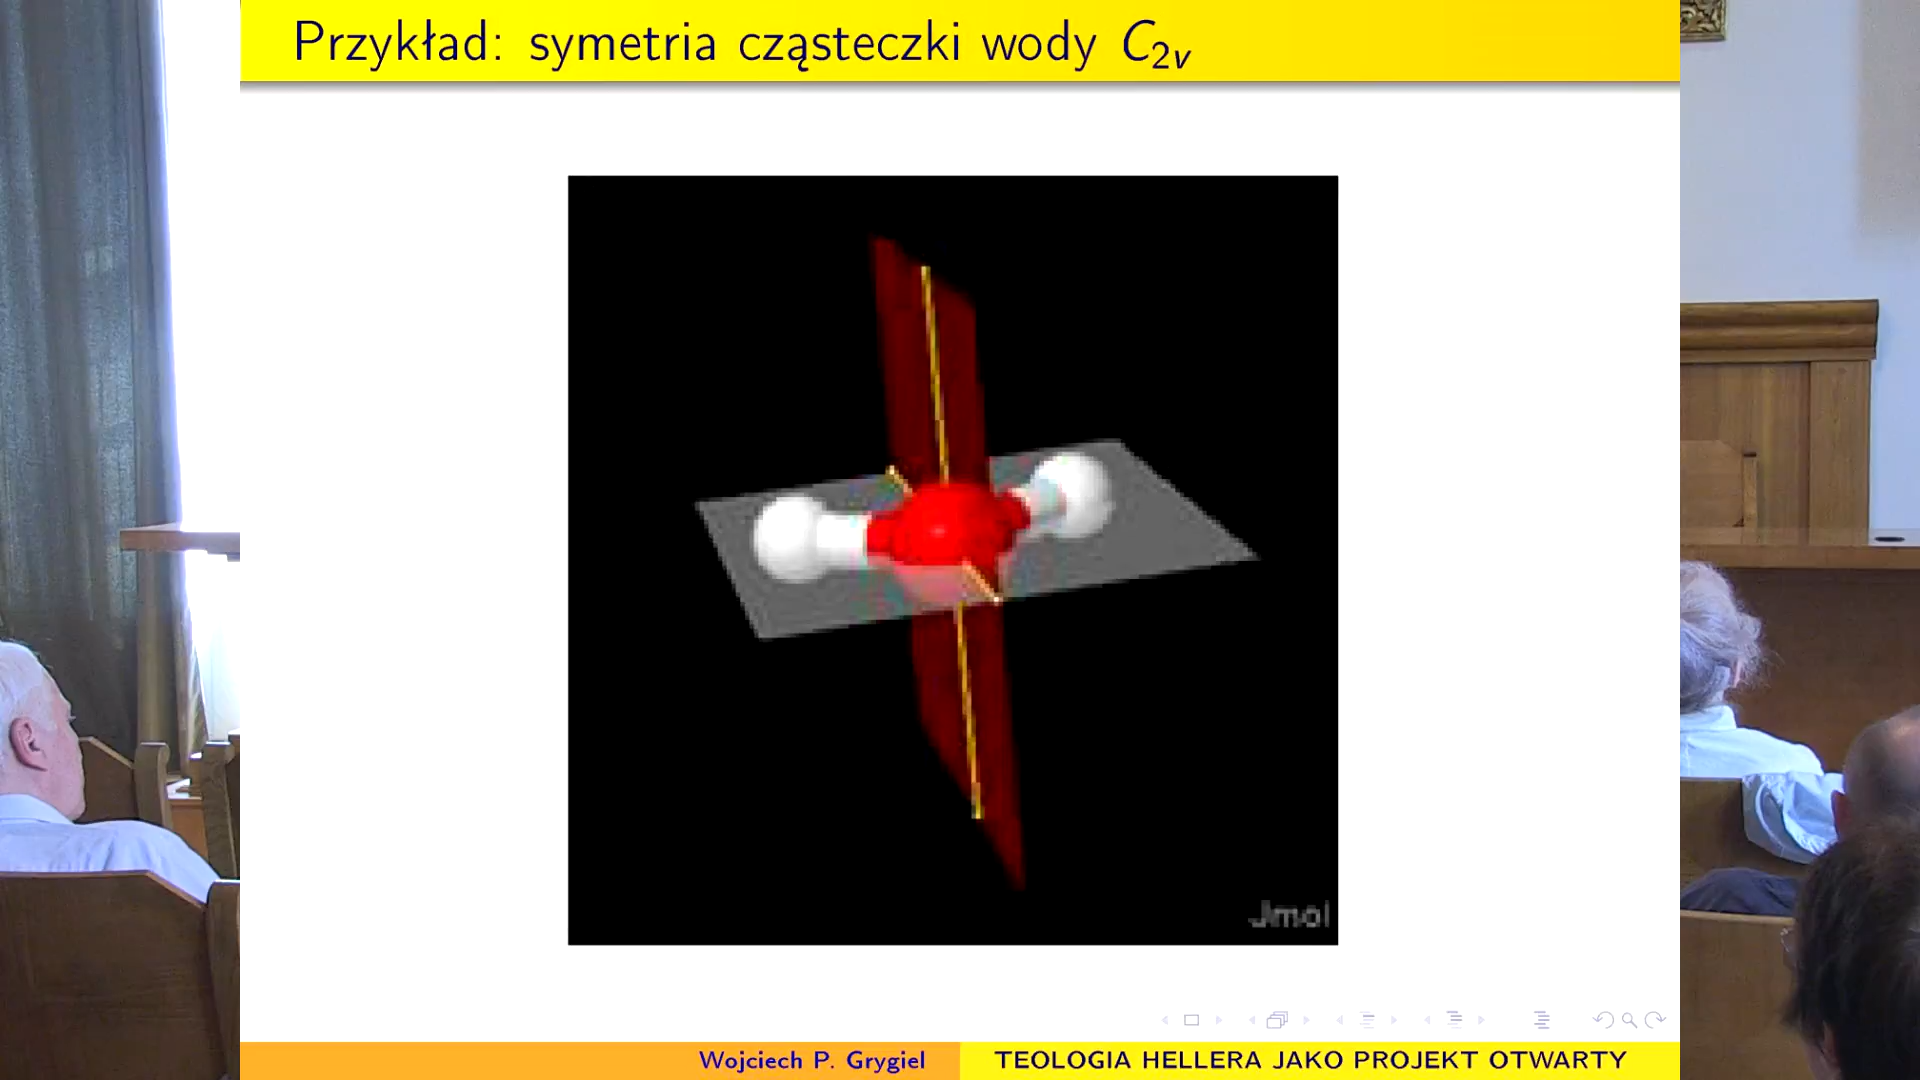 Przykład: symetria cząsteczki wody C2v
Jmol
Wojciech P. Grygiel
TEOLOGIA HELLERA JAKO PROJEKT OTWARTY